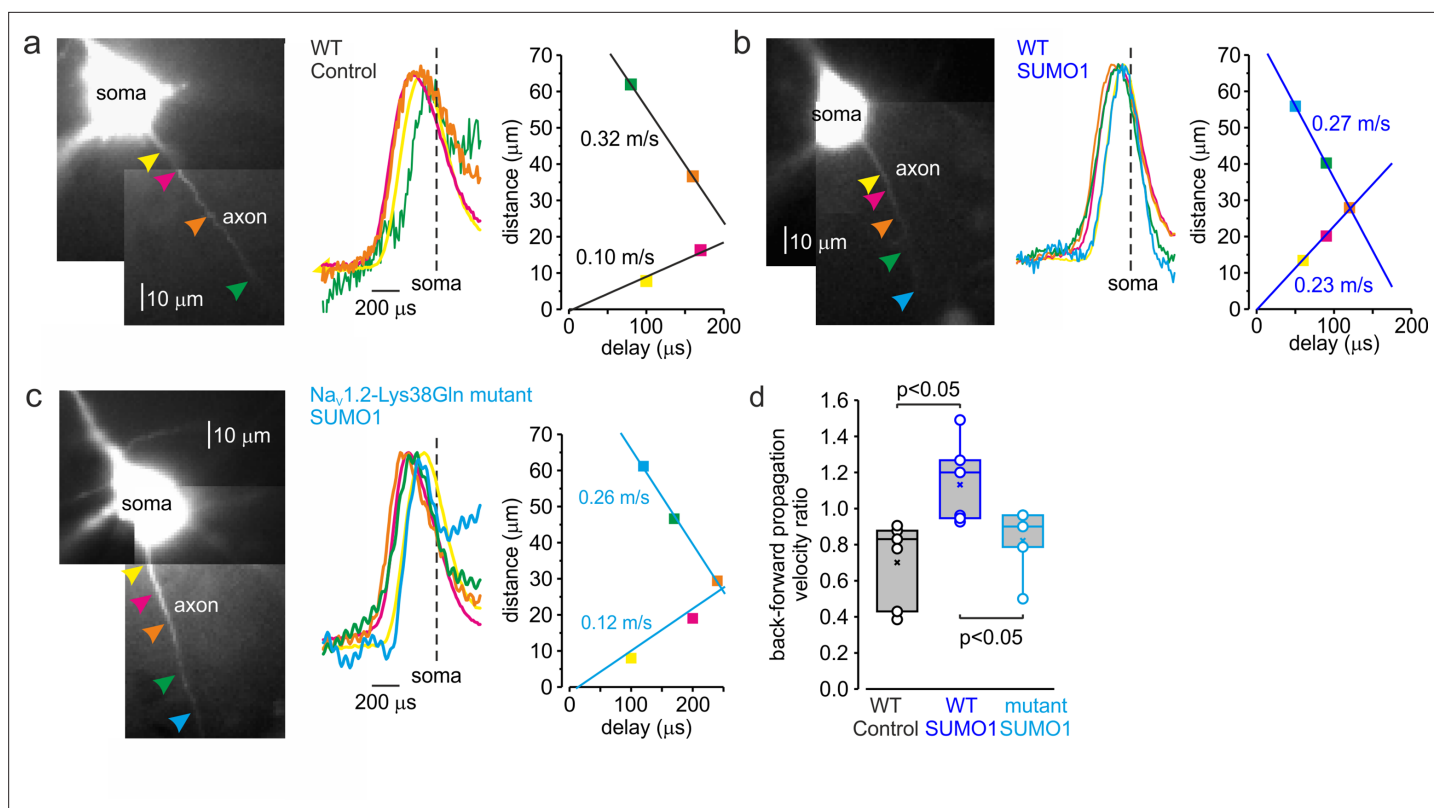 a
WT
Control
soma
axon
10 μm
soma
200 μs
70
60
50
40
30
20
10
0
distance (μm)
0.32 m/s
0.10 m/s
100
200
delay (μs)
b
WT
SUMO1
soma
axon
10 μm
soma
70
60
50
40
30
20
10
0
distance (μm)
0.27 m/s
0.23 m/s
0
100
200
delay (μs)
c
Naᵥ1.2-Lys38Gln mutant
SUMO1
10 μm
soma
axon
soma
200 μs
70
60
50
40
30
20
10
0
distance (μm)
0.26 m/s
0.12 m/s
0
100
200
delay (μs)
d
p<0.05
1.6
1.4
1.2
1.0
0.8
0.6
0.4
0.2
0.0
back-forward propagation
velocity ratio
p<0.05
WT
Control
WT
SUMO1
mutant
SUMO1